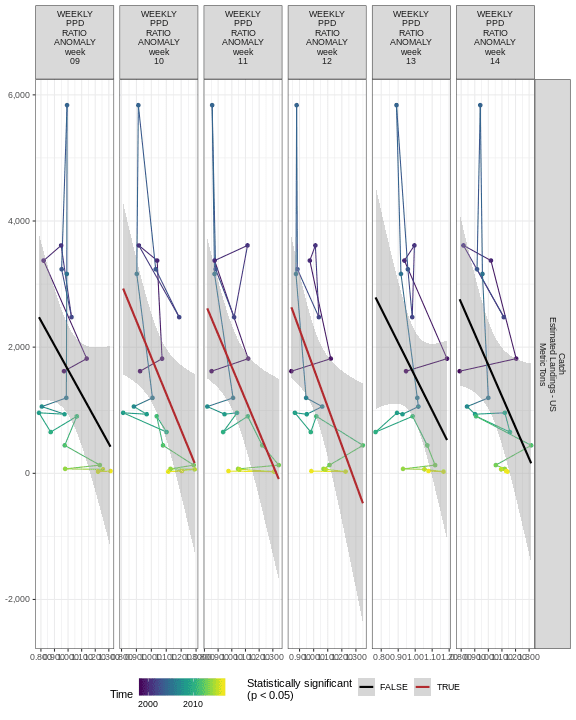 WEEKLY
PPD
RATIO
ANOMALY
week
09
WEEKLY
PPD
RATIO
ANOMALY
week
10
WEEKLY
PPD
RATIO
ANOMALY
week
11
WEEKLY
PPD
RATIO
ANOMALY
week
12
WEEKLY
PPD
RATIO
ANOMALY
week
13
WEEKLY
PPD
RATIO
ANOMALY
week
14
6,000
4,000
2,000
0
-2,000
Catch
Estimated Landings - US
Metric Tons
Time
2000
2010
Statistically significant
(p < 0.05)
FALSE
TRUE